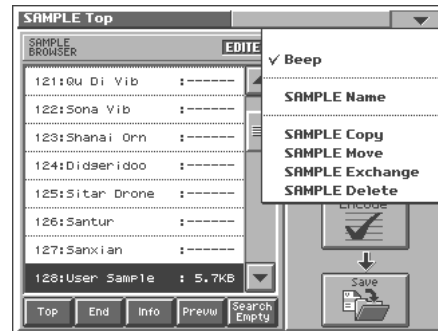 SAMPLE Top
SAMPLE
BROWSER
EDITE
121:Qu Di Vib :------
122:Sona Vib :------
123:Shanai Orn :------
124:Didgeridoo :------
125:Sitar Drone :------
126:Santur :------
127:Sanxian :------
128:User Sample : 5.7KB
Top End Info Prevw Search
Empty
✓ Beep
SAMPLE Name
SAMPLE Copy
SAMPLE Move
SAMPLE Exchange
SAMPLE Delete
Encode
Save